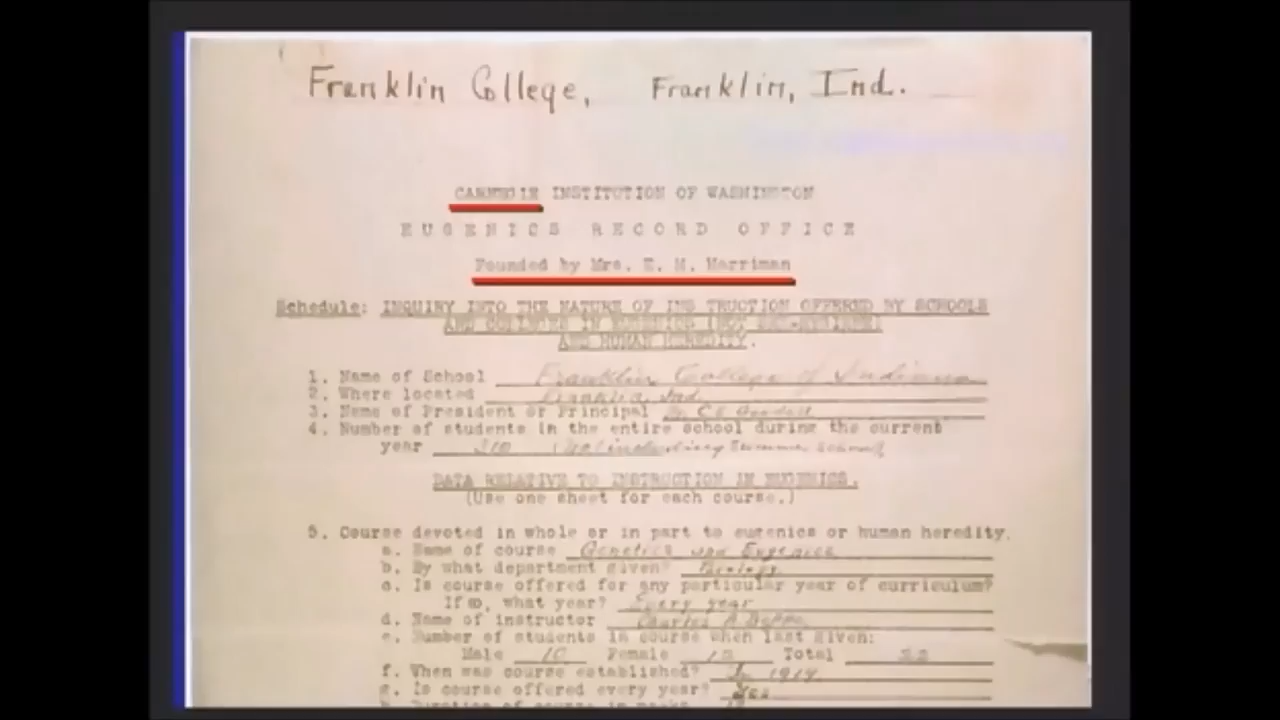 Franklin College, Franklin, Ind.
CARNEGIE INSTITUTION OF WASHINGTON
EUGENICS RECORD OFFICE
Founded by Mrs. E. H. Harriman
Schedule: INQUIRY INTO THE NATURE OF INS TRUCTION OFFERED BY SCHOOLS
AND COLLEGES IN EUGENICS
AND HUMAN HEREDITY.
1. Name of School Franklin College of Indiana
2. Where located Franklin, Ind.
3. Name of President or Principal
4. Number of students in the entire school during the current
year Summer School
DATA RELATIVE TO INSTRUCTION IN EUGENICS.
(Use one sheet for each course.)
5. Course devoted in whole or in part to eugenics or human heredity.
a. Name of course Genetics and Eugenics
b. By what department given? Biology
c. Is course offered for any particular year of curriculum?
If so, what year? Every year
d. Name of instructor Charles
e. Number of students in course when last given:
Male 10 Female Total
f. When was course established? In
g. Is course offered every year? Yes